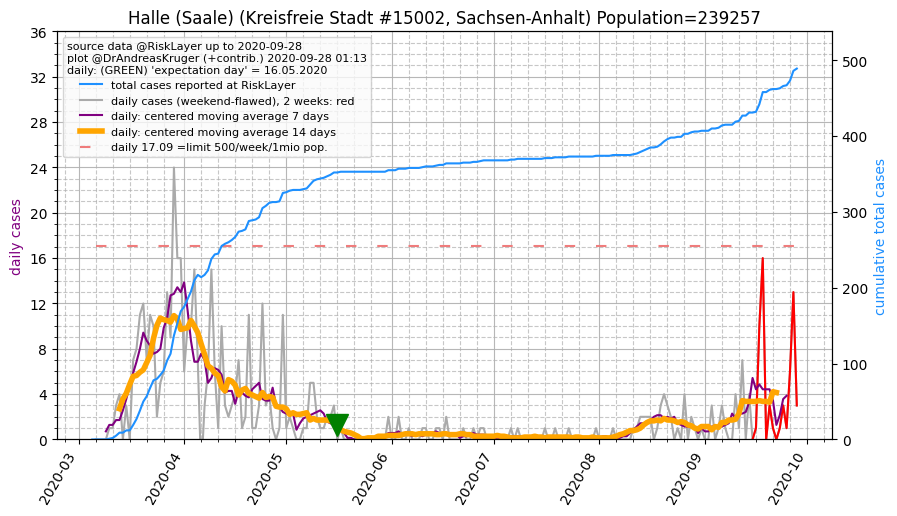 Halle (Saale) (Kreisfreie Stadt #15002, Sachsen-Anhalt) Population=239257
source data @RiskLayer up to 2020-09-28
plot @DrAndreasKruger (+contrib.) 2020-09-28 01:13
daily: (GREEN) 'expectation day' = 16.05.2020
total cases reported at RiskLayer
daily cases (weekend-flawed), 2 weeks: red
daily: centered moving average 7 days
daily: centered moving average 14 days
daily 17.09 =limit 500/week/1mio pop.
daily cases
36
32
28
24
20
16
12
8
4
0
500
400
300
200
100
0
cumulative total cases
2020-03
2020-04
2020-05
2020-06
2020-07
2020-08
2020-09
2020-10